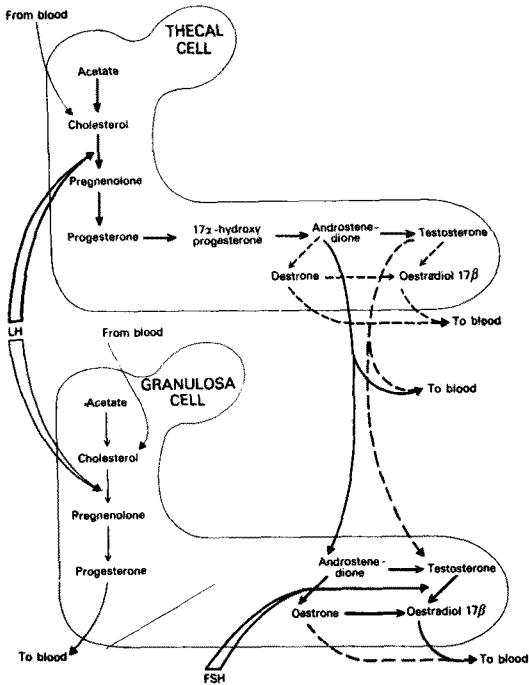 From blood
THECAL
CELL
Acetate
Cholesterol
Pregnenolone
Progesterone
17α-hydroxy
progesterone
Androstene-
dione
Testosterone
Oestrone
Oestradiol 17β
To blood
To blood
LH
From blood
GRANULOSA
CELL
Acetate
Cholesterol
Pregnenolone
Progesterone
To blood
Androstene-
dione
Testosterone
Oestrone
Oestradiol 17β
To blood
FSH